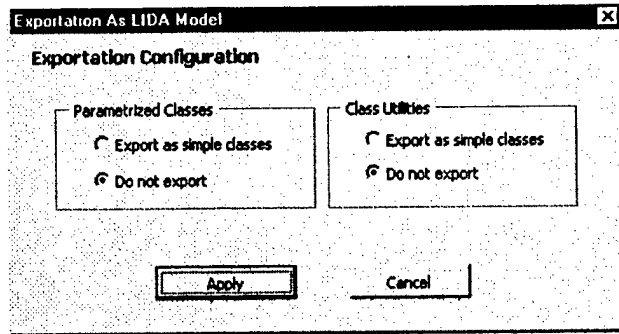 Exportation As LIDA Model
Exportation Configuration
Parametrized Classes
Export as simple classes
Do not export
Class Utilities
Export as simple classes
Do not export
Apply
Cancel